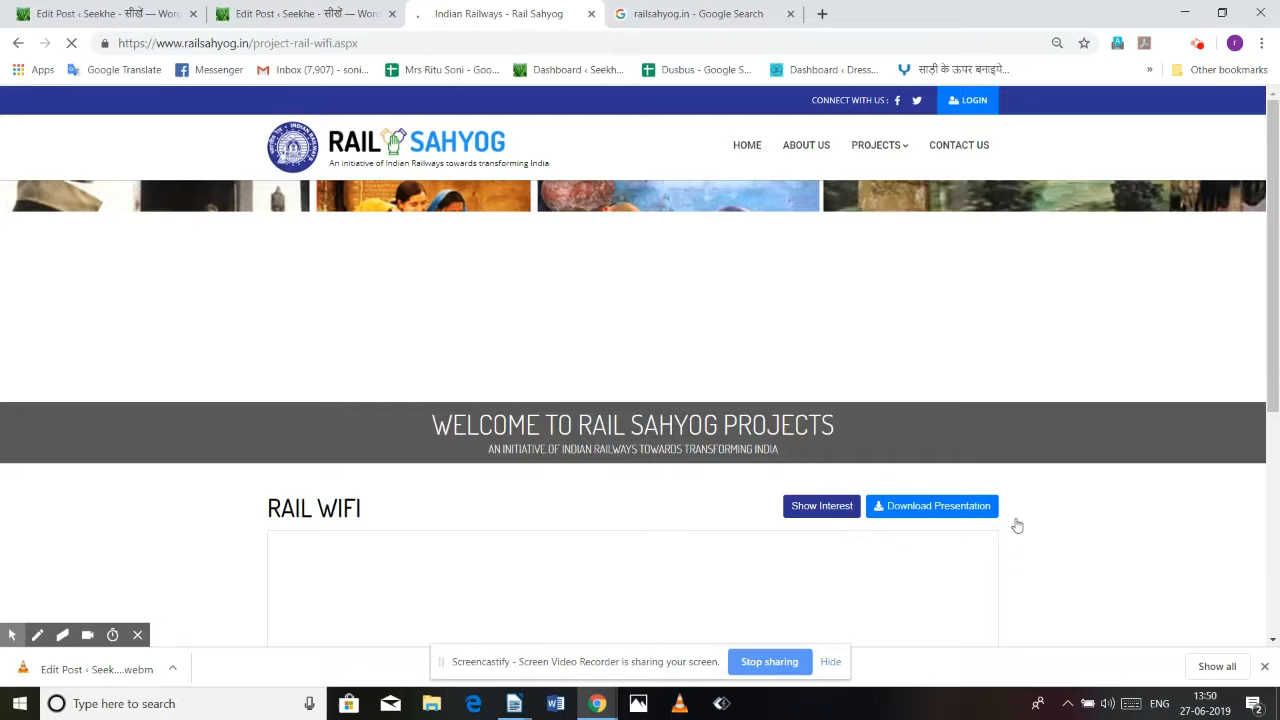 Edit Post ‹ Seek — सीखें — Wor
Edit Post ‹ Seek — सीखें — Wor
Indian Railways - Rail Sahyog
railsahyog.in - Google Search
https://www.railsahyog.in/project-rail-wifi.aspx
Apps
Google Translate
Messenger
Inbox (7,907) - soni...
Mrs Ritu Soni - Goo...
Dashboard ‹ Seekh...
Dusbus - Google S...
Dashboard ‹ Dress...
साड़ी के ऊपर बनाइये...
»
Other bookmarks
CONNECT WITH US :
LOGIN
INDIAN RAILWAYS
RAIL SAHYOG
An initiative of Indian Railways towards transforming India
HOME
ABOUT US
PROJECTS
CONTACT US
WELCOME TO RAIL SAHYOG PROJECTS
AN INITIATIVE OF INDIAN RAILWAYS TOWARDS TRANSFORMING INDIA
RAIL WIFI
Show Interest
Download Presentation
Screencastify - Screen Video Recorder is sharing your screen.
Stop sharing
Hide
Edit Post ‹ Seek....webm
Show all
Type here to search
ENG
13:50
27-06-2019
2